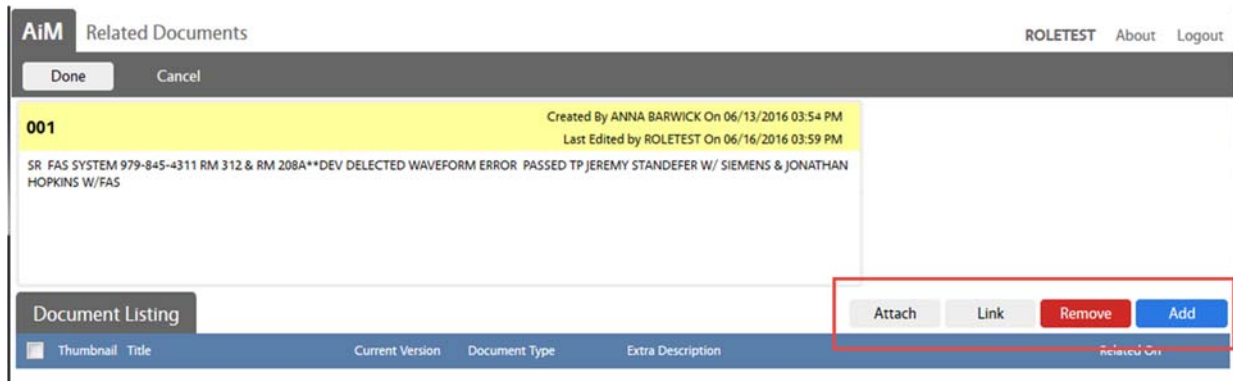 AiM Related Documents ROLETEST About Logout
Done Cancel
001
Created By ANNA BARWICK On 06/13/2016 03:54 PM
Last Edited by ROLETEST On 06/16/2016 03:59 PM
SR FAS SYSTEM 979-845-4311 RM 312 & RM 208A**DEV DELECTED WAVEFORM ERROR PASSED TP JEREMY STANDEFER W/ SIEMENS & JONATHAN
HOPKINS W/FAS
Document Listing Attach Link Remove Add
Thumbnail Title Current Version Document Type Extra Description Related On